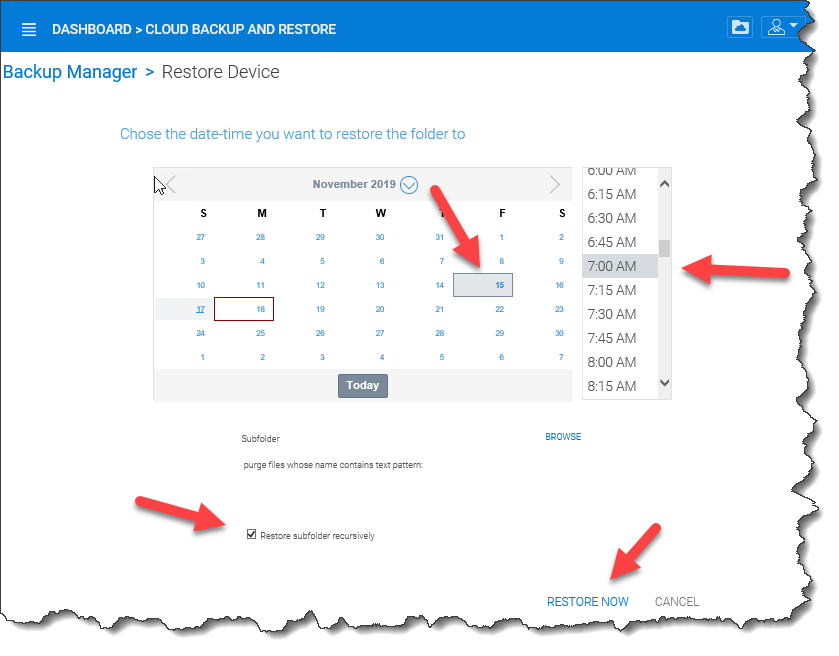 DASHBOARD > CLOUD BACKUP AND RESTORE
Backup Manager > Restore Device
Chose the date-time you want to restore the folder to
November 2019
S M T W T F S
27 28 29 30 31 1 2
3 4 5 6 7 8 9
10 11 12 13 14 15 16
17 18 19 20 21 22 23
24 25 26 27 28 29 30
1 2 3 4 5 6 7
Today
6:00 AM
6:15 AM
6:30 AM
6:45 AM
7:00 AM
7:15 AM
7:30 AM
7:45 AM
8:00 AM
8:15 AM
Subfolder BROWSE
purge files whose name contains text pattern:
Restore subfolder recursively
RESTORE NOW CANCEL